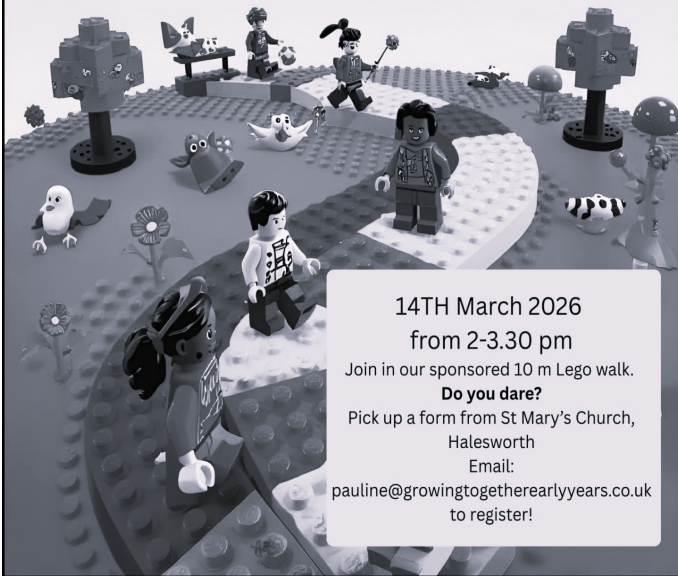 14TH March 2026
from 2-3.30 pm
Join in our sponsored 10 m Lego walk.
Do you dare?
Pick up a form from St Mary's Church,
Halesworth
Email:
pauline@growingtogetherearlyyears.co.uk
to register!